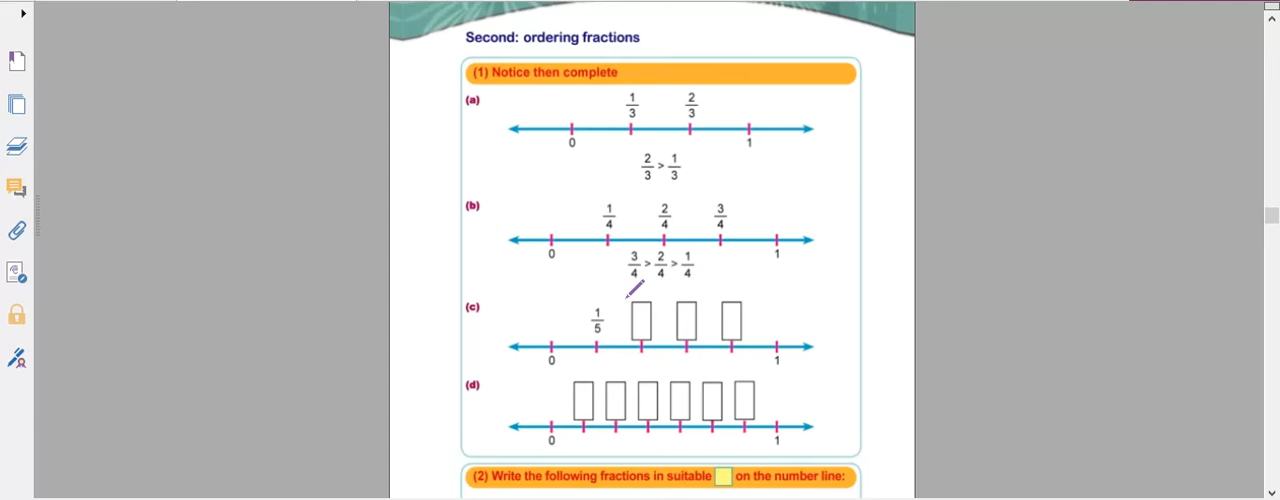 Second: ordering fractions
(1) Notice then complete
(a)
1/3 2/3
0 1
2/3 > 1/3
(b)
1/4 2/4 3/4
0 1
3/4 > 2/4 > 1/4
(c)
1/5
0 1
(d)
0 1
(2) Write the following fractions in suitable on the number line: